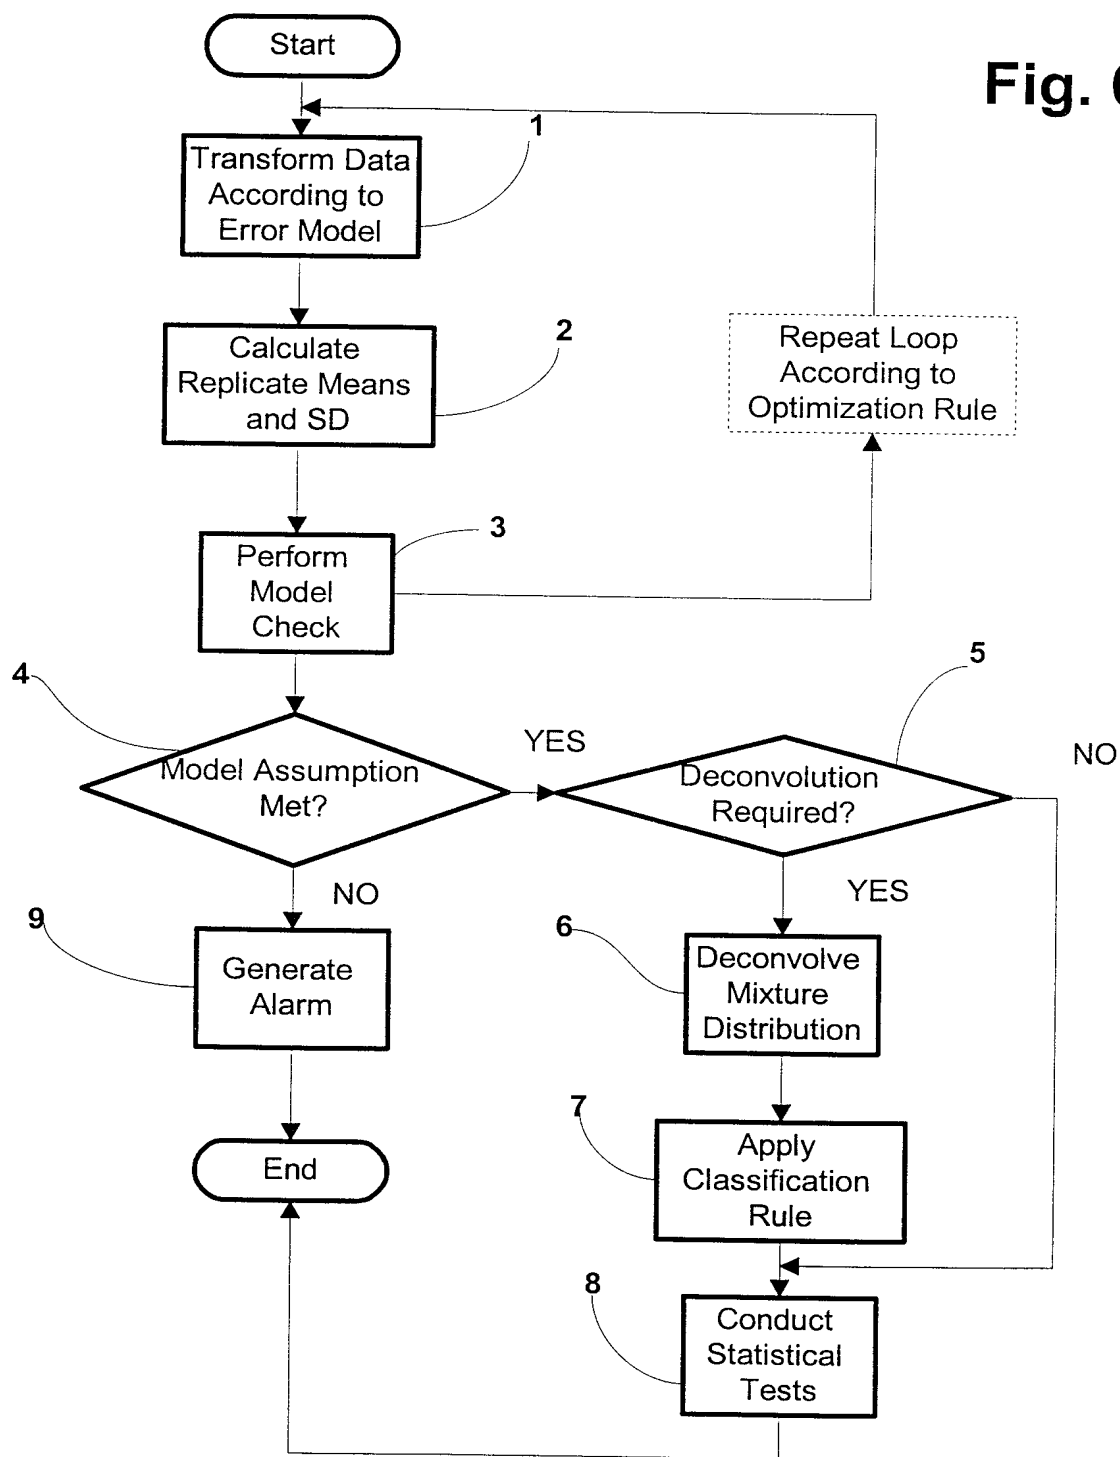 Start
Fig.
1
Transform Data
According to
Error Model
2
Calculate
Replicate Means
and SD
Repeat Loop
According to
Optimization Rule
3
Perform
Model
Check
4
Model Assumption
Met?
YES
5
Deconvolution
Required?
NO
NO
YES
9
Generate
Alarm
6
Deconvolve
Mixture
Distribution
End
7
Apply
Classification
Rule
8
Conduct
Statistical
Tests